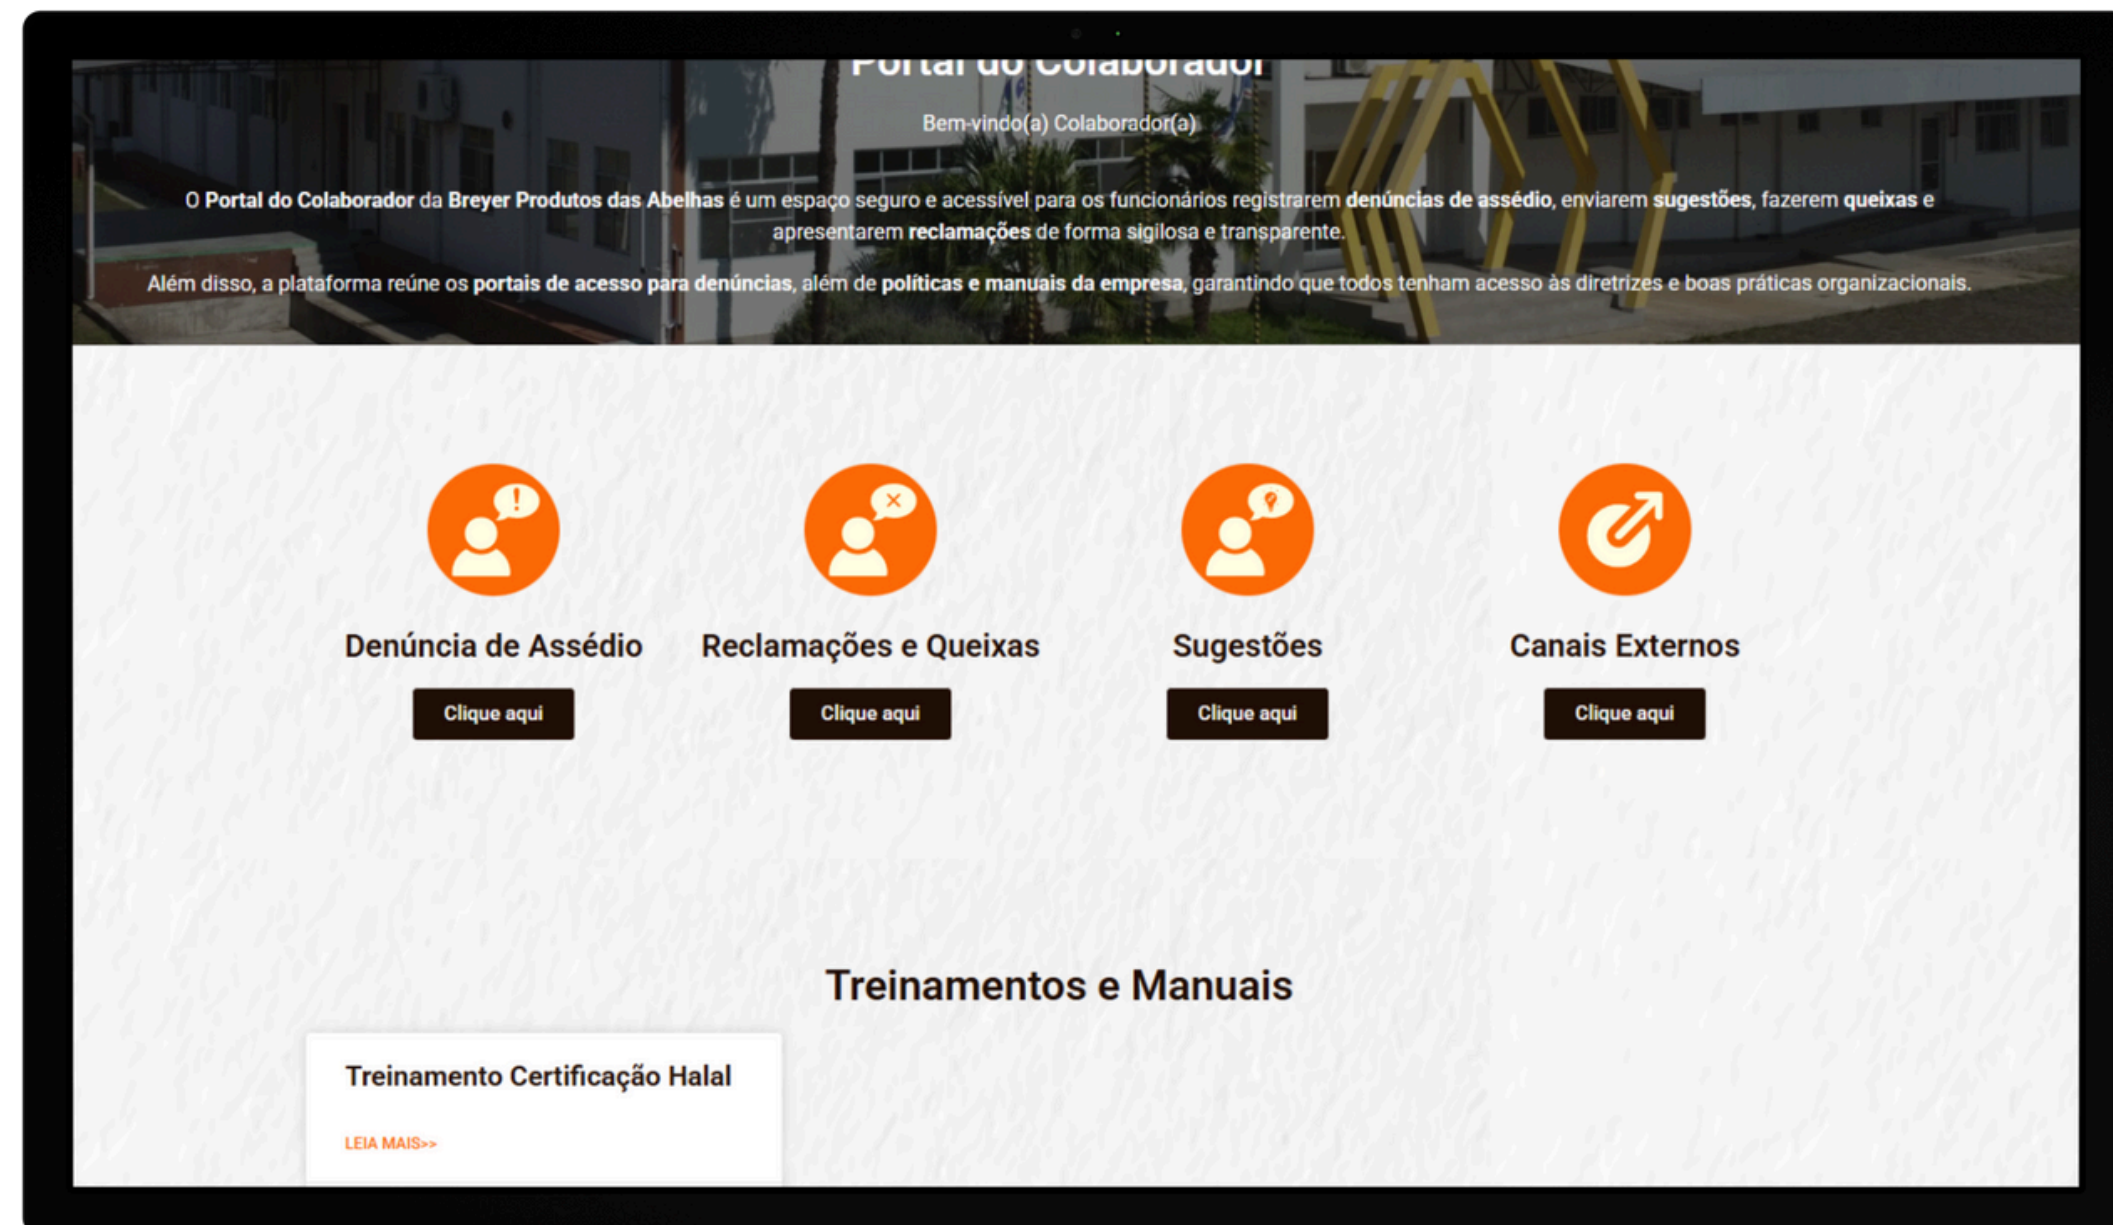 Portal do Colaborador
Bem-vindo(a) Colaborador(a)
O Portal do Colaborador da Breyer Produtos das Abelhas é um espaço seguro e acessível para os funcionários registrarem denúncias de assédio, enviarem sugestões, fazerem queixas e
apresentarem reclamações de forma sigilosa e transparente.
Além disso, a plataforma reúne os portais de acesso para denúncias, além de políticas e manuais da empresa, garantindo que todos tenham acesso às diretrizes e boas práticas organizacionais.
Denúncia de Assédio
Clique aqui
Reclamações e Queixas
Clique aqui
Sugestões
Clique aqui
Canais Externos
Clique aqui
Treinamentos e Manuais
Treinamento Certificação Halal
LEIA MAIS>>